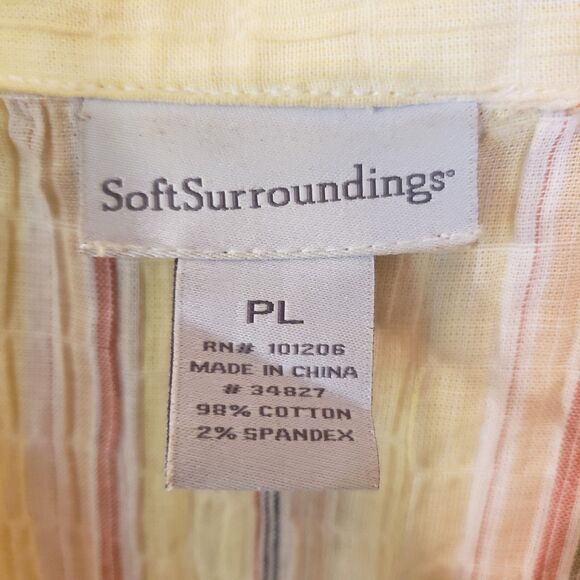 SoftSurroundings®
PL
RN# 101206
MADE IN CHINA
# 34827
98% COTTON
2% SPANDEX